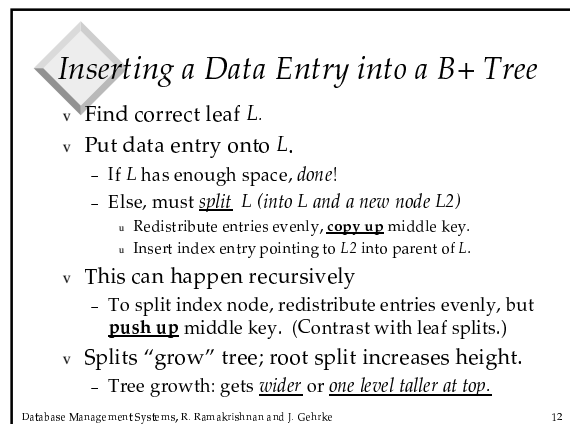 Inserting a Data Entry into a B+ Tree
v Find correct leaf L.
v Put data entry onto L.
– If L has enough space, done!
– Else, must split L (into L and a new node L2)
u Redistribute entries evenly, copy up middle key.
u Insert index entry pointing to L2 into parent of L.
v This can happen recursively
– To split index node, redistribute entries evenly, but
push up middle key. (Contrast with leaf splits.)
v Splits “grow” tree; root split increases height.
– Tree growth: gets wider or one level taller at top.
Database Management Systems, R. Ramakrishnan and J. Gehrke 12